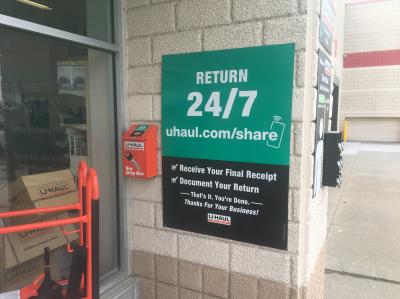 RETURN
24/7
uhaul.com/share
Receive Your Final Receipt
Document Your Return
—That's it. You're Done.—
Thanks For Your Business!
U-HAUL
U-HAUL
Key
Drop Box
U-HAUL